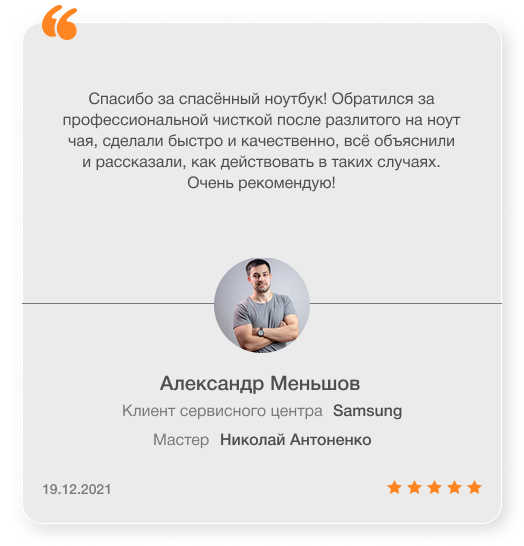 Спасибо за спасённый ноутбук! Обратился за
профессиональной чисткой после разлитого на ноут
чая, сделали быстро и качественно, всё объяснили
и рассказали, как действовать в таких случаях.
Очень рекомендую!
Александр Меньшов
Клиент сервисного центра Samsung
Мастер Николай Антоненко
19.12.2021